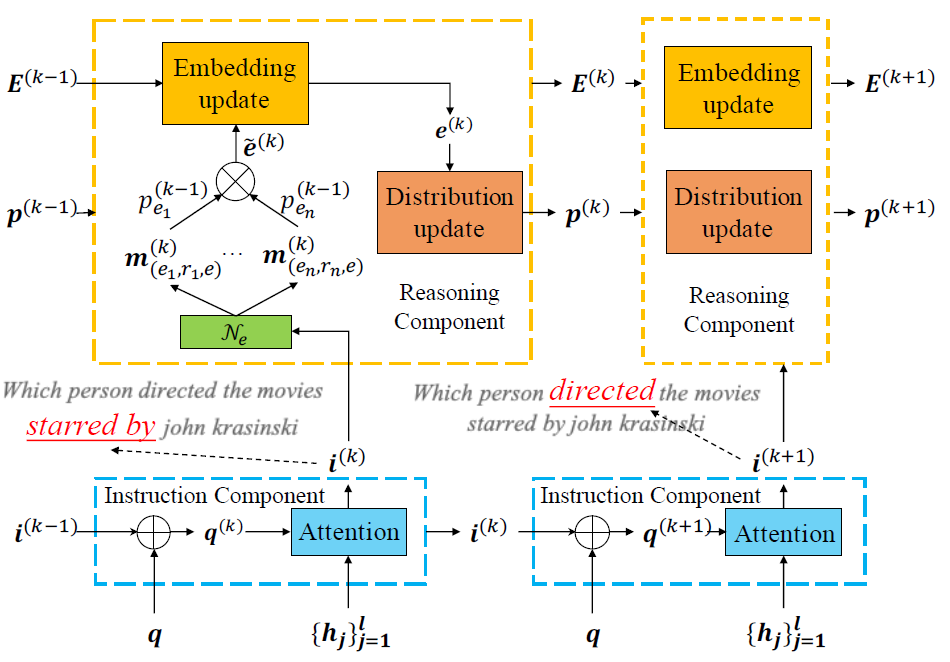 E^(k−1)
Embedding
update
E^(k)
Embedding
update
E^(k+1)
e^(k)
ẽ^(k)
p^(k−1)
p_{e_1}^(k−1)
p_{e_n}^(k−1)
Distribution
update
p^(k)
Distribution
update
p^(k+1)
m_{(e_1,r_1,e)}^(k) ... m_{(e_n,r_n,e)}^(k)
Reasoning
Component
Reasoning
Component
𝒩_e
Which person directed the movies
starred by john krasinski
Which person directed the movies
starred by john krasinski
i^(k)
i^(k+1)
Instruction Component
Instruction Component
i^(k−1)
q^(k)
Attention
i^(k)
q^(k+1)
Attention
q
{h_j}_{j=1}^l
q
{h_j}_{j=1}^l